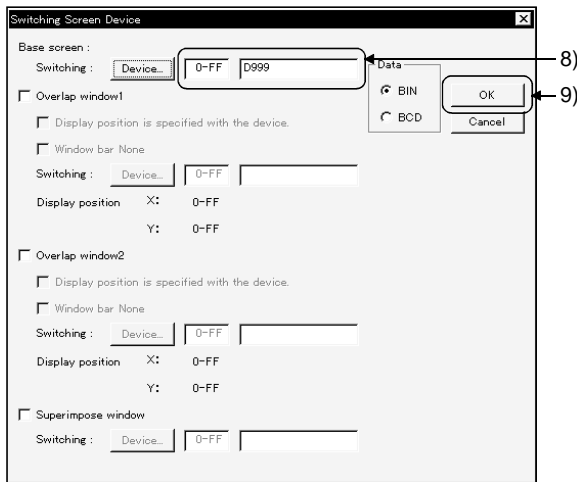 Switching Screen Device
Base screen :
Switching : Device... 0-FF D999
8)
Data
BIN
BCD
OK
9)
Cancel
Overlap window1
Display position is specified with the device.
Window bar None
Switching : Device... 0-FF
Display position X: 0-FF
Y: 0-FF
Overlap window2
Display position is specified with the device.
Window bar None
Switching : Device... 0-FF
Display position X: 0-FF
Y: 0-FF
Superimpose window
Switching : Device... 0-FF